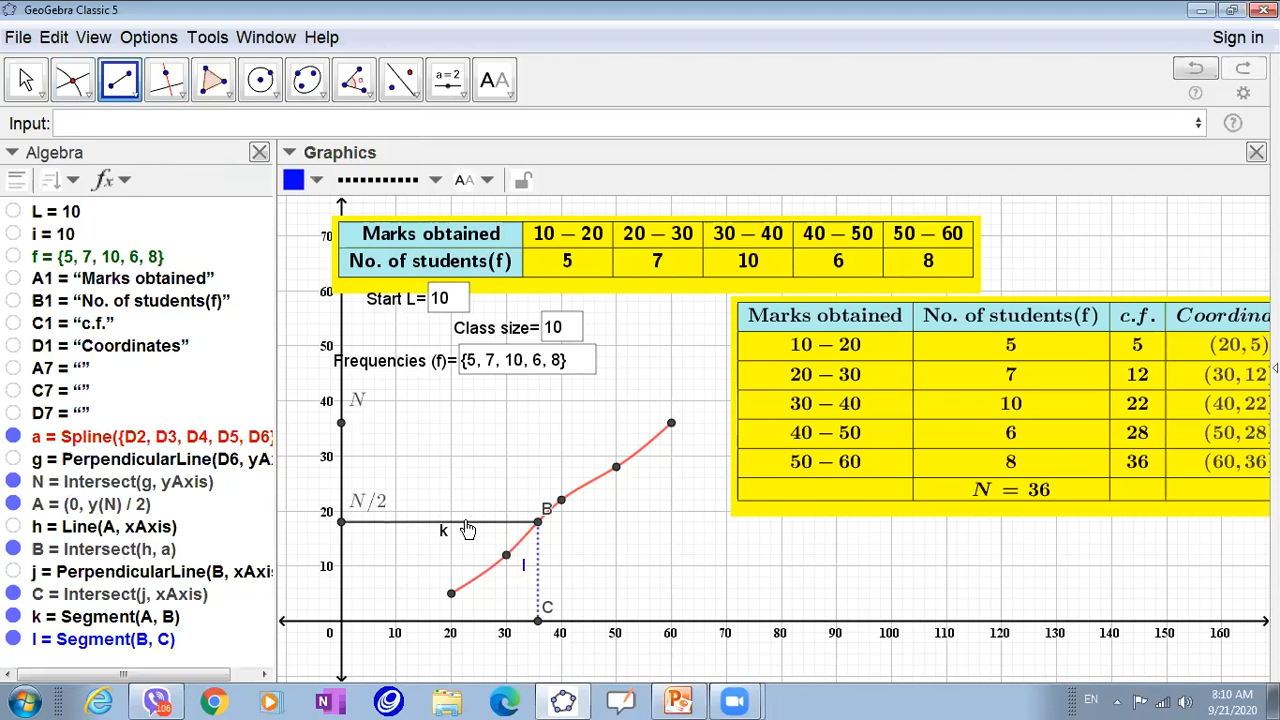 GeoGebra Classic 5
File Edit View Options Tools Window Help Sign in
a = 2 AA
Input:
Algebra
Graphics
fx
AA
L = 10
i = 10
f = {5, 7, 10, 6, 8}
A1 = “Marks obtained”
B1 = “No. of students(f)”
C1 = “c.f.”
D1 = “Coordinates”
A7 = “”
C7 = “”
D7 = “”
a = Spline({D2, D3, D4, D5, D6}
g = PerpendicularLine(D6, yAx
N = Intersect(g, yAxis)
A = (0, y(N) / 2)
h = Line(A, xAxis)
B = Intersect(h, a)
j = PerpendicularLine(B, xAxis
C = Intersect(j, xAxis)
k = Segment(A, B)
l = Segment(B, C)
Marks obtained 10 – 20 20 – 30 30 – 40 40 – 50 50 – 60
No. of students(f) 5 7 10 6 8
Start L= 10
Class size= 10
Frequencies (f)= {5, 7, 10, 6, 8}
Marks obtained No. of students(f) c.f. Coordina
10 – 20 5 5 (20, 5)
20 – 30 7 12 (30, 12)
30 – 40 10 22 (40, 22)
40 – 50 6 28 (50, 28)
50 – 60 8 36 (60, 36)
N = 36
70
60
50
40
30
20
10
N
N/2
B
k
l
C
0 10 20 30 40 50 60 70 80 90 100 110 120 130 140 150 160
106
EN
8:10 AM
9/21/2020